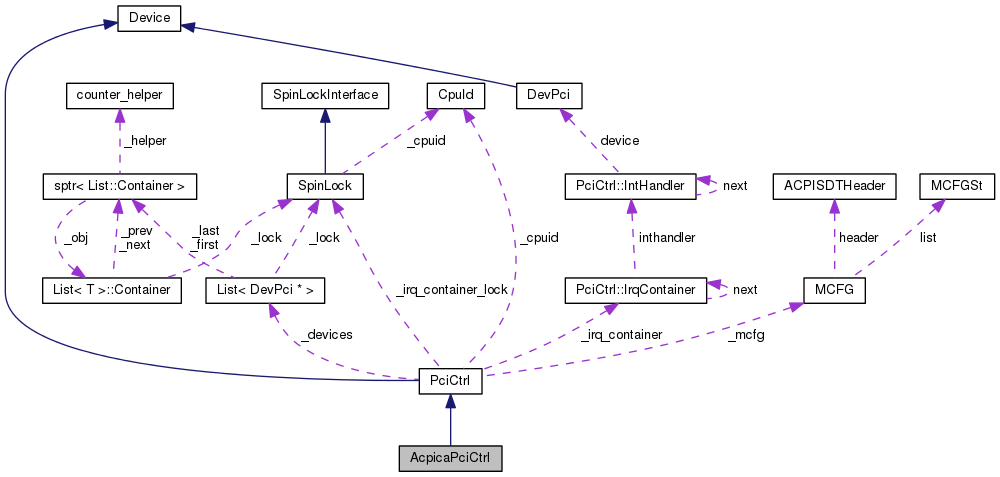 Device
counter_helper
SpinLockInterface
CpuId
DevPci
_helper
_cpuid
device
sptr< List::Container >
SpinLock
PciCtrl::IntHandler
next
ACPISDTHeader
MCFGSt
_obj
_prev
_next
_last
_first
_lock
_lock
_cpuid
inthandler
header
list
List< T >::Container
List< DevPci * >
PciCtrl::IrqContainer
next
MCFG
_irq_container_lock
_devices
_irq_container
_mcfg
PciCtrl
AcpicaPciCtrl